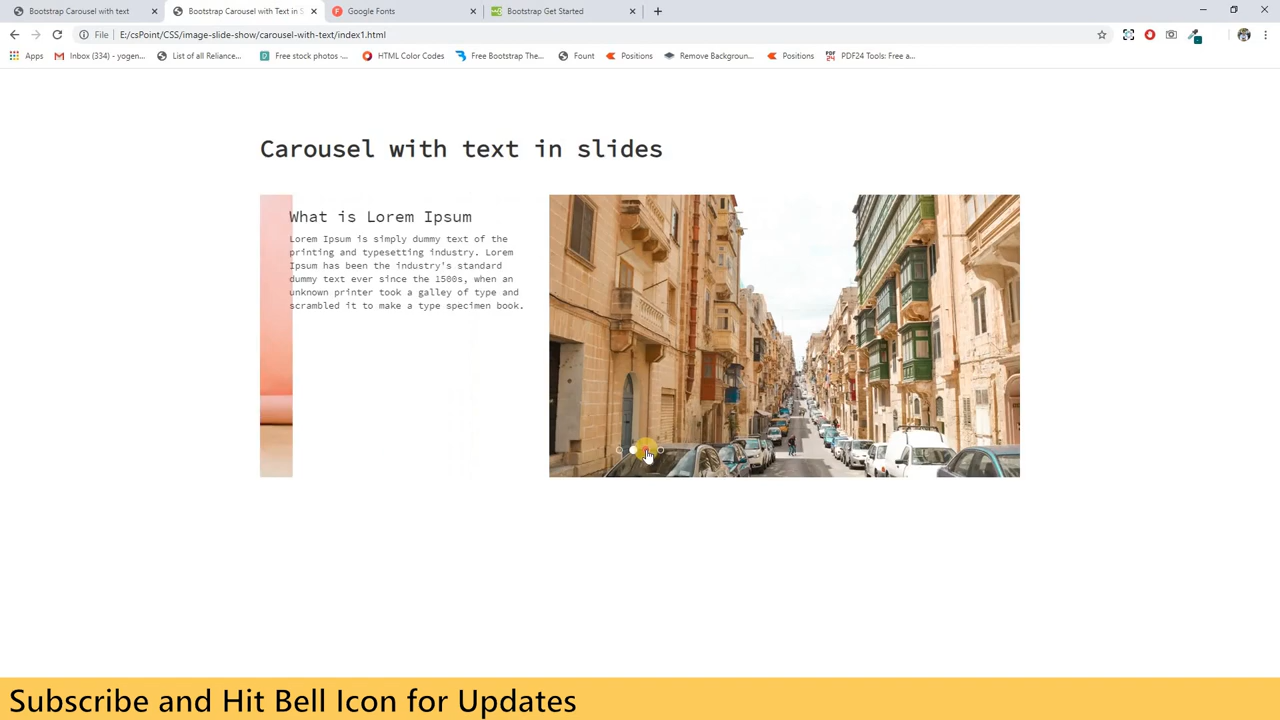 Bootstrap Carousel with text
Bootstrap Carousel with Text in S
Google Fonts
Bootstrap Get Started
File
E:/csPoint/CSS/image-slide-show/carousel-with-text/index1.html
Apps
Inbox (334) - yogen...
List of all Reliance...
Free stock photos -...
HTML Color Codes
Free Bootstrap The...
Fount
Positions
Remove Backgroun...
Positions
PDF24 Tools: Free a...
Carousel with text in slides
What is Lorem Ipsum
Lorem Ipsum is simply dummy text of the
printing and typesetting industry. Lorem
Ipsum has been the industry's standard
dummy text ever since the 1500s, when an
unknown printer took a galley of type and
scrambled it to make a type specimen book.
Subscribe and Hit Bell Icon for Updates